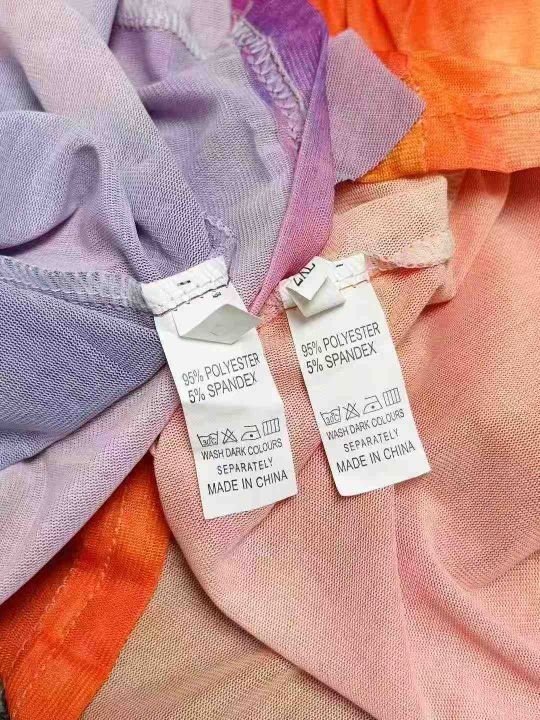 95% POLYESTER
5% SPANDEX
WASH DARK COLOURS
SEPARATELY
MADE IN CHINA
95% POLYESTER
5% SPANDEX
WASH DARK COLOURS
SEPARATELY
MADE IN CHINA